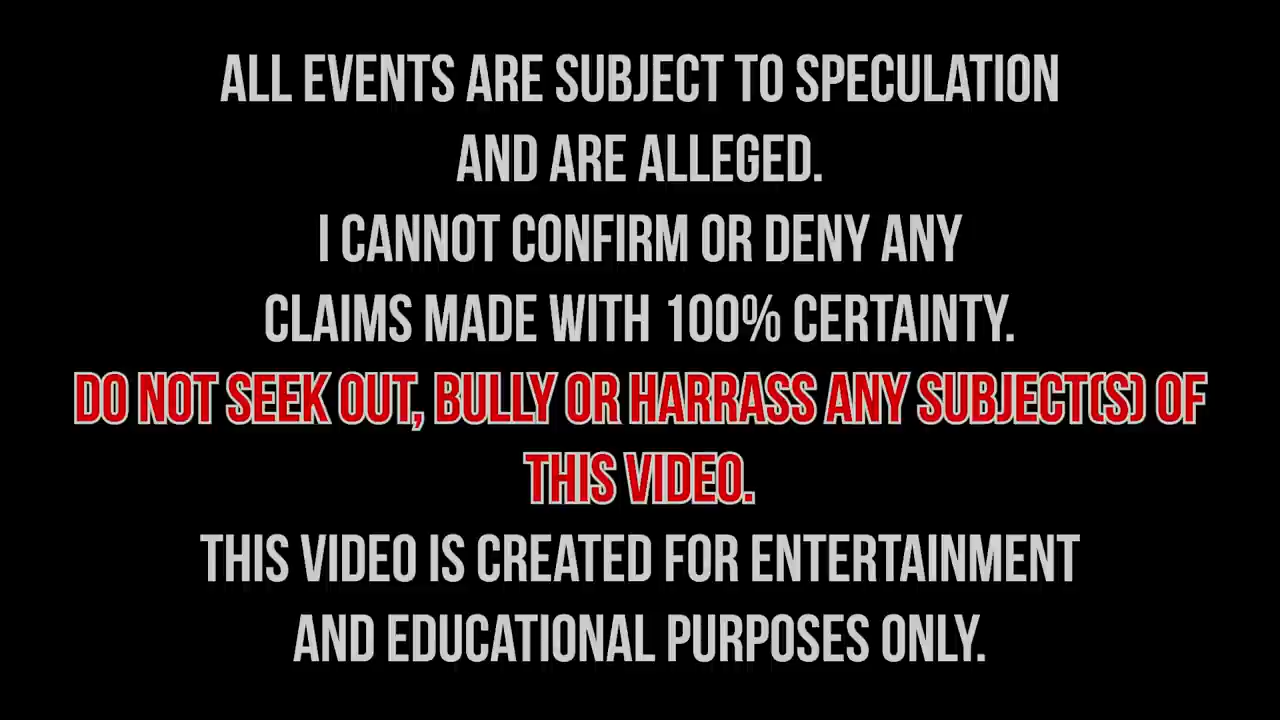 ALL EVENTS ARE SUBJECT TO SPECULATION
AND ARE ALLEGED.
I CANNOT CONFIRM OR DENY ANY
CLAIMS MADE WITH 100% CERTAINTY.
DO NOT SEEK OUT, BULLY OR HARRASS ANY SUBJECT(S) OF
THIS VIDEO.
THIS VIDEO IS CREATED FOR ENTERTAINMENT
AND EDUCATIONAL PURPOSES ONLY.